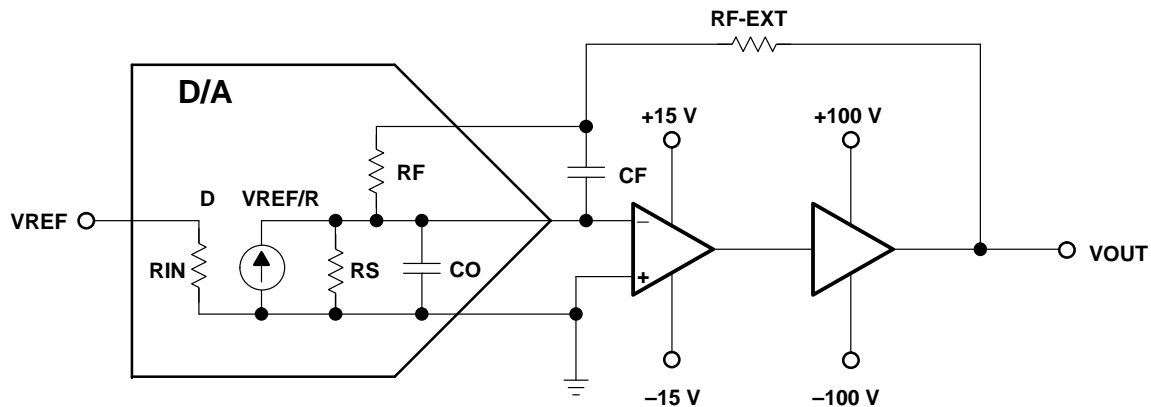 RF-EXT
D/A
+15 V
+100 V
RF
CF
D VREF/R
VREF
–
RIN
RS
CO
+
VOUT
–15 V
–100 V